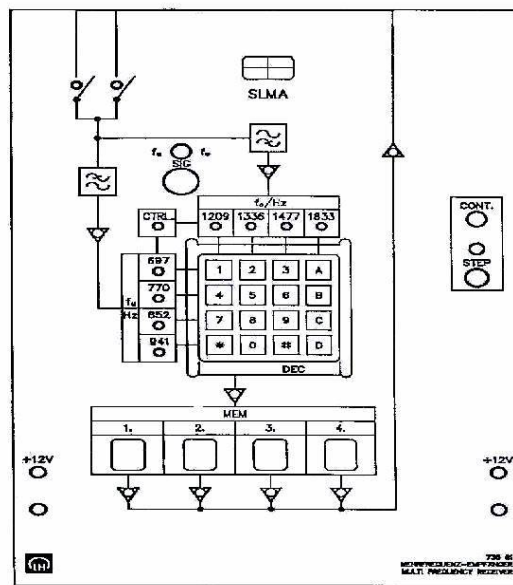 SLMA
f₀ f₀
SIG
f₀/Hz
CTRL 1209 1336 1477 1633
CONT.
STEP
697
770
f₀
Hz
852
941
1 2 3 A
4 5 6 B
7 8 9 C
* 0 # D
DEC
MEM
1. 2. 3. 4.
+12V +12V
MEHRFREQUENZ-EMPFÄNGER
MULTI FREQUENCY RECEIVER